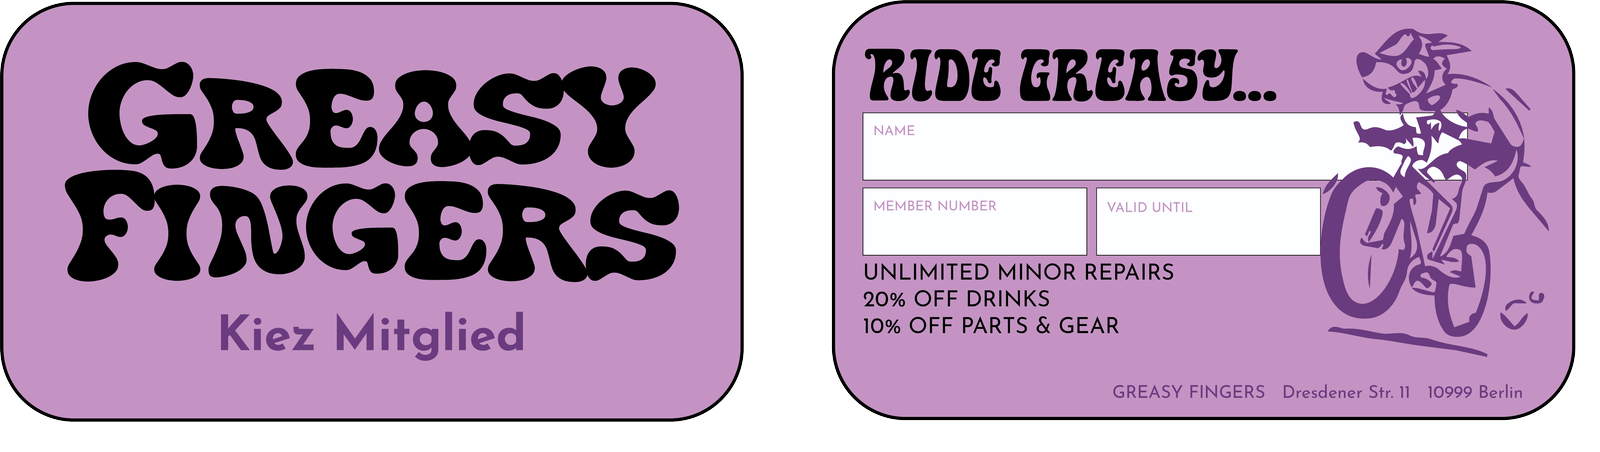 GREASY
FINGERS
Kiez Mitglied
RIDE GREASY...
NAME
MEMBER NUMBER
VALID UNTIL
UNLIMITED MINOR REPAIRS
20% OFF DRINKS
10% OFF PARTS & GEAR
GREASY FINGERS Dresdener Str. 11 10999 Berlin